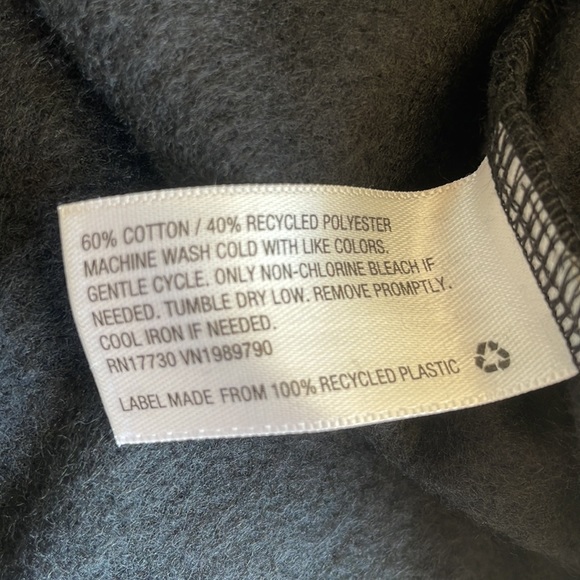 60% COTTON / 40% RECYCLED POLYESTER
MACHINE WASH COLD WITH LIKE COLORS.
GENTLE CYCLE. ONLY NON-CHLORINE BLEACH IF
NEEDED. TUMBLE DRY LOW. REMOVE PROMPTLY.
COOL IRON IF NEEDED.
RN17730 VN1989790
LABEL MADE FROM 100% RECYCLED PLASTIC